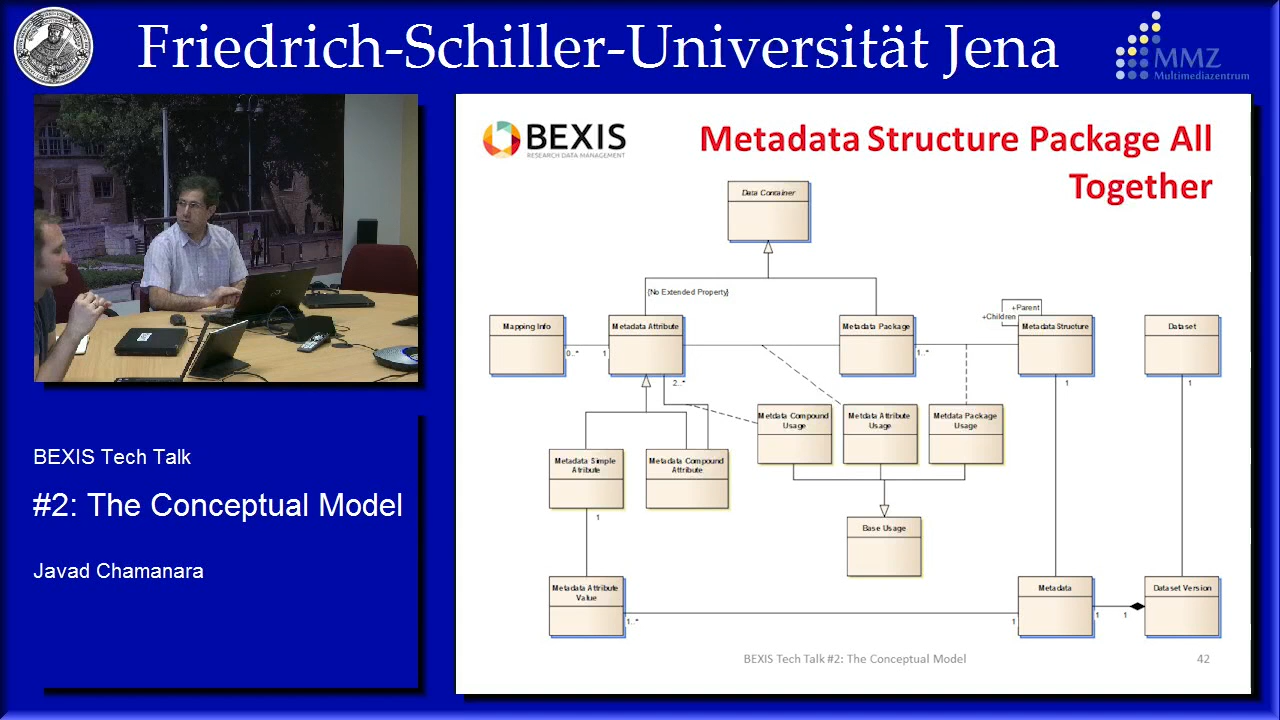 Friedrich-Schiller-Universität Jena
MMZ
Multimediazentrum
BEXIS
RESEARCH DATA MANAGEMENT
Metadata Structure Package All
Together
Data Container
{No Extended Property}
+Parent
+Children
Mapping Info
Metadata Attribute
Metadata Package
Metadata Structure
Dataset
0..*
1
1..*
2..*
1
1
Metdata Compound
Usage
Metdata Attribute
Usage
Metdata Package
Usage
Metadata Simple
Atribute
Metadata Compound
Attribute
1
Base Usage
Metadata Attribute
Value
Metadata
Dataset Version
1..*
1
1
1
BEXIS Tech Talk #2: The Conceptual Model
42
BEXIS Tech Talk
#2: The Conceptual Model
Javad Chamanara